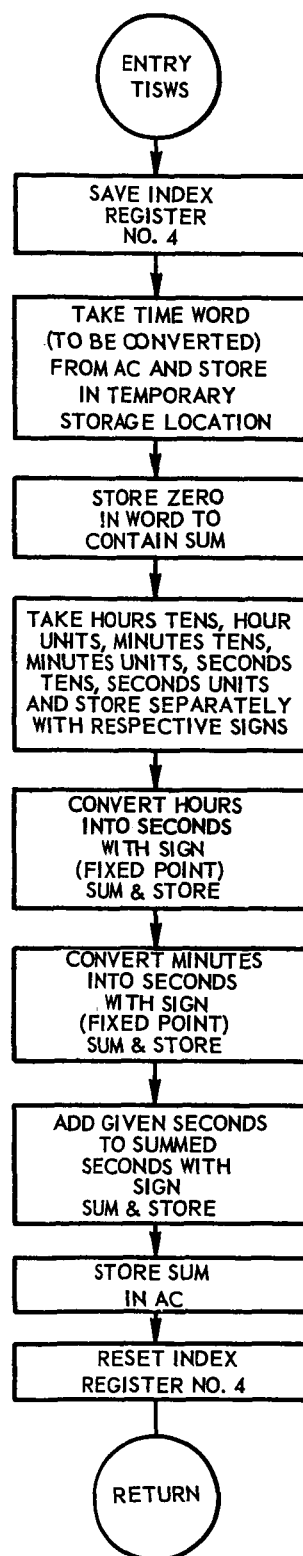 ENTRY
TISWS
SAVE INDEX
REGISTER
NO. 4
TAKE TIME WORD
(TO BE CONVERTED)
FROM AC AND STORE
IN TEMPORARY
STORAGE LOCATION
STORE ZERO
IN WORD TO
CONTAIN SUM
TAKE HOURS TENS, HOUR
UNITS, MINUTES TENS,
MINUTES UNITS, SECONDS
TENS, SECONDS UNITS
AND STORE SEPARATELY
WITH RESPECTIVE SIGNS
CONVERT HOURS
INTO SECONDS
WITH SIGN
(FIXED POINT)
SUM & STORE
CONVERT MINUTES
INTO SECONDS
WITH SIGN
(FIXED POINT)
SUM & STORE
ADD GIVEN SECONDS
TO SUMMED
SECONDS WITH
SIGN
SUM & STORE
STORE SUM
IN AC
RESET INDEX
REGISTER NO. 4
RETURN